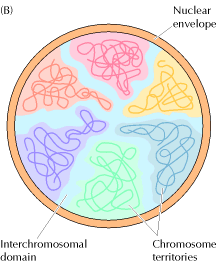 (B)
Nuclear
envelope
Interchromosomal
domain
Chromosome
territories